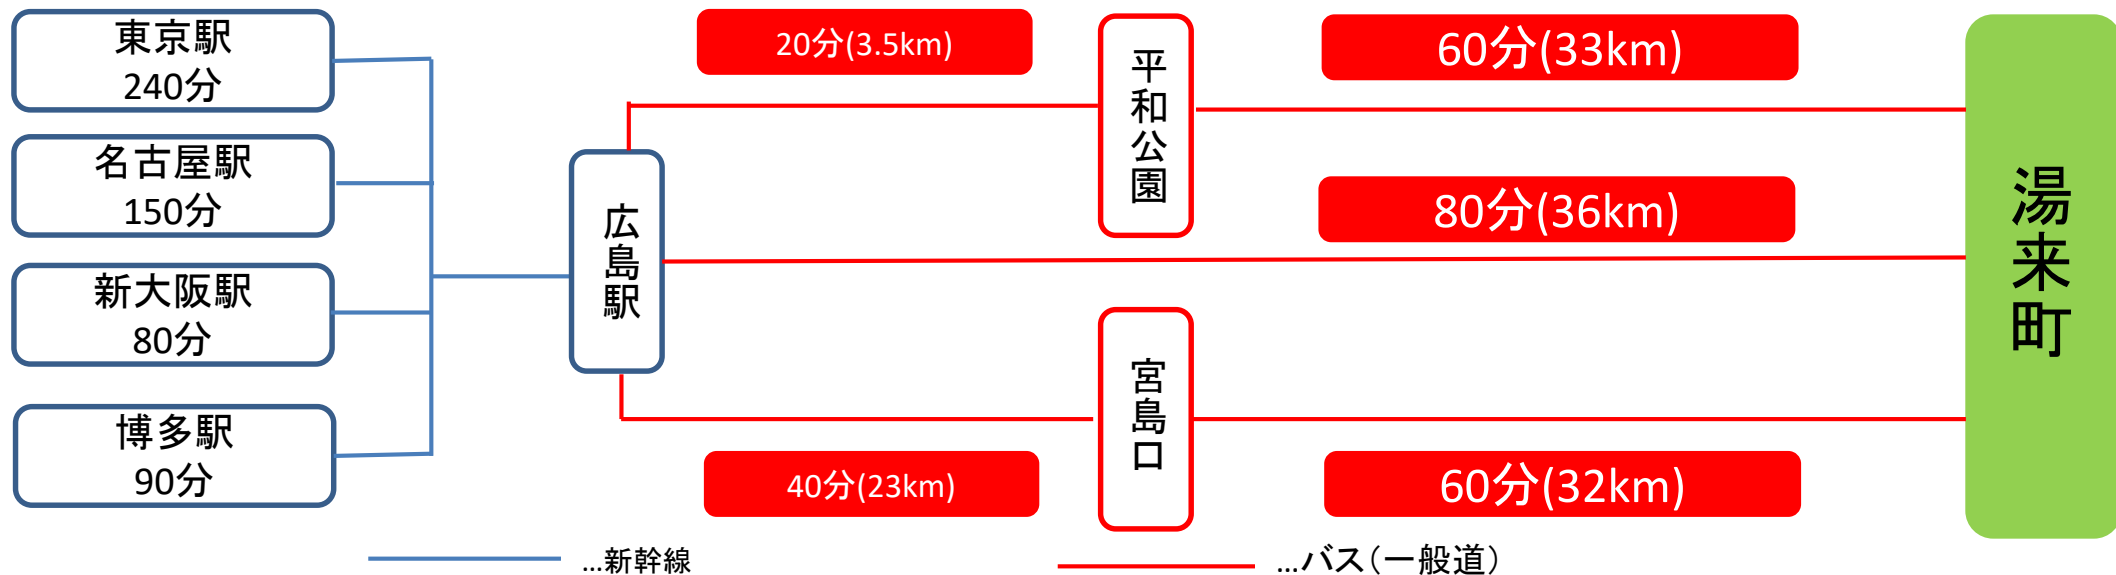 東京駅
240分
名古屋駅
150分
新大阪駅
80分
博多駅
90分
広島駅
20分(3.5km)
平和公園
60分(33km)
80分(36km)
宮島口
40分(23km)
60分(32km)
湯来町
…新幹線
…バス(一般道)